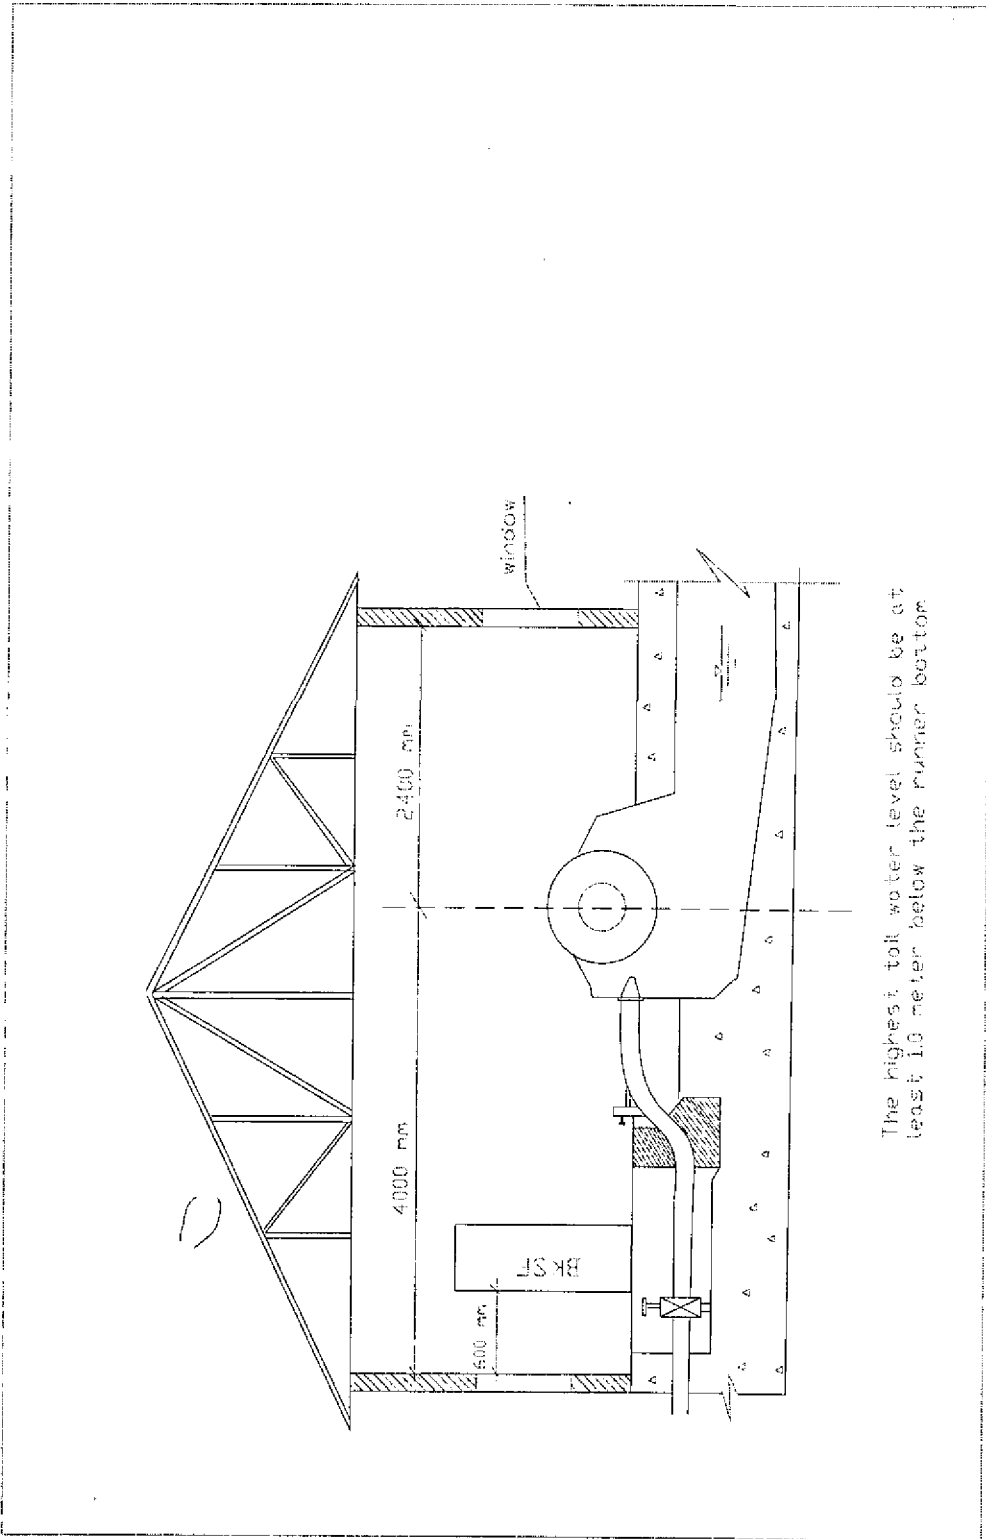 window
2400 mm
4000 mm
600 mm
The highest tail water level should be at
least 1.0 meter below the runner bottom